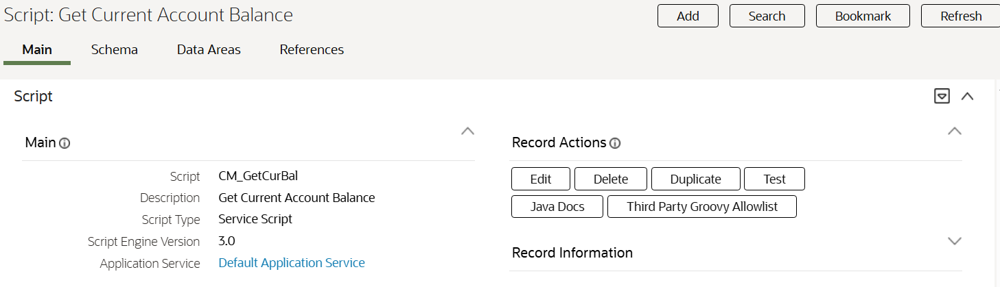 Script: Get Current Account Balance
Add Search Bookmark Refresh
Main Schema Data Areas References
Script
Main
Script CM_GetCurBal
Description Get Current Account Balance
Script Type Service Script
Script Engine Version 3.0
Application Service Default Application Service
Record Actions
Edit Delete Duplicate Test
Java Docs Third Party Groovy Allowlist
Record Information